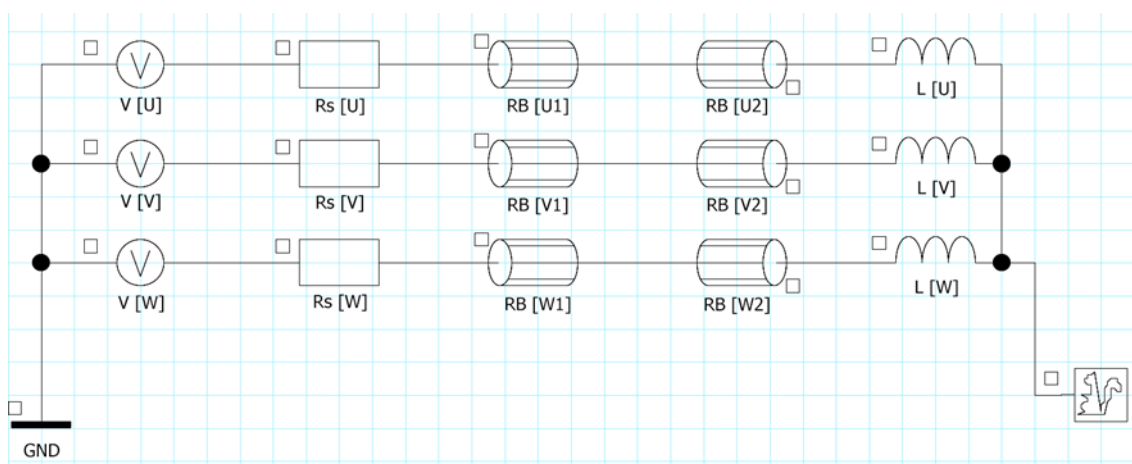 V [U]
Rs [U]
RB [U1]
RB [U2]
L [U]
V [V]
Rs [V]
RB [V1]
RB [V2]
L [V]
V [W]
Rs [W]
RB [W1]
RB [W2]
L [W]
GND